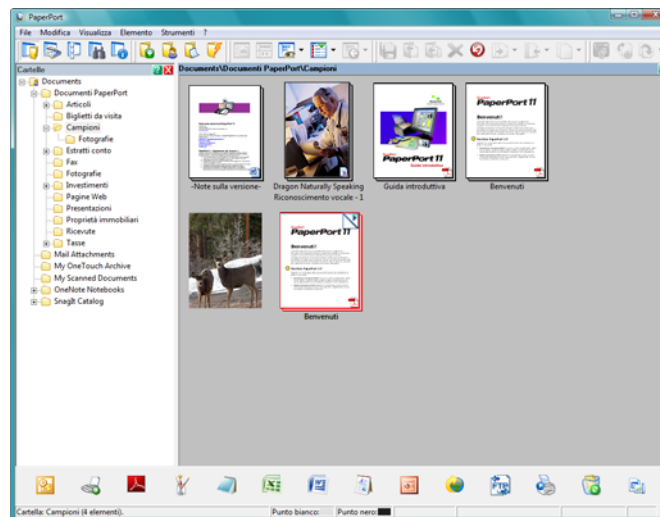 PaperPort
File Modifica Visualizza Elemento Strumenti ?
Cartelle
Documents\Documenti PaperPort\Campioni
Documents
Documenti PaperPort
Articoli
Biglietti da visita
Campioni
Fotografie
Estratti conto
Fax
Fotografie
Investimenti
Pagine Web
Presentazioni
Proprietà immobiliari
Ricevute
Tasse
Mail Attachments
My OneTouch Archive
My Scanned Documents
OneNote Notebooks
SnagIt Catalog
PaperPort 11
Guida introduttiva
PaperPort 11
Benvenuti!
-Note sulla versione-
Dragon Naturally Speaking
Riconoscimento vocale - 1
Guida introduttiva
Benvenuti
PaperPort 11
Benvenuti!
Benvenuti
FTP
Cartella: Campioni (4 elementi).
Punto bianco:
Punto nero: